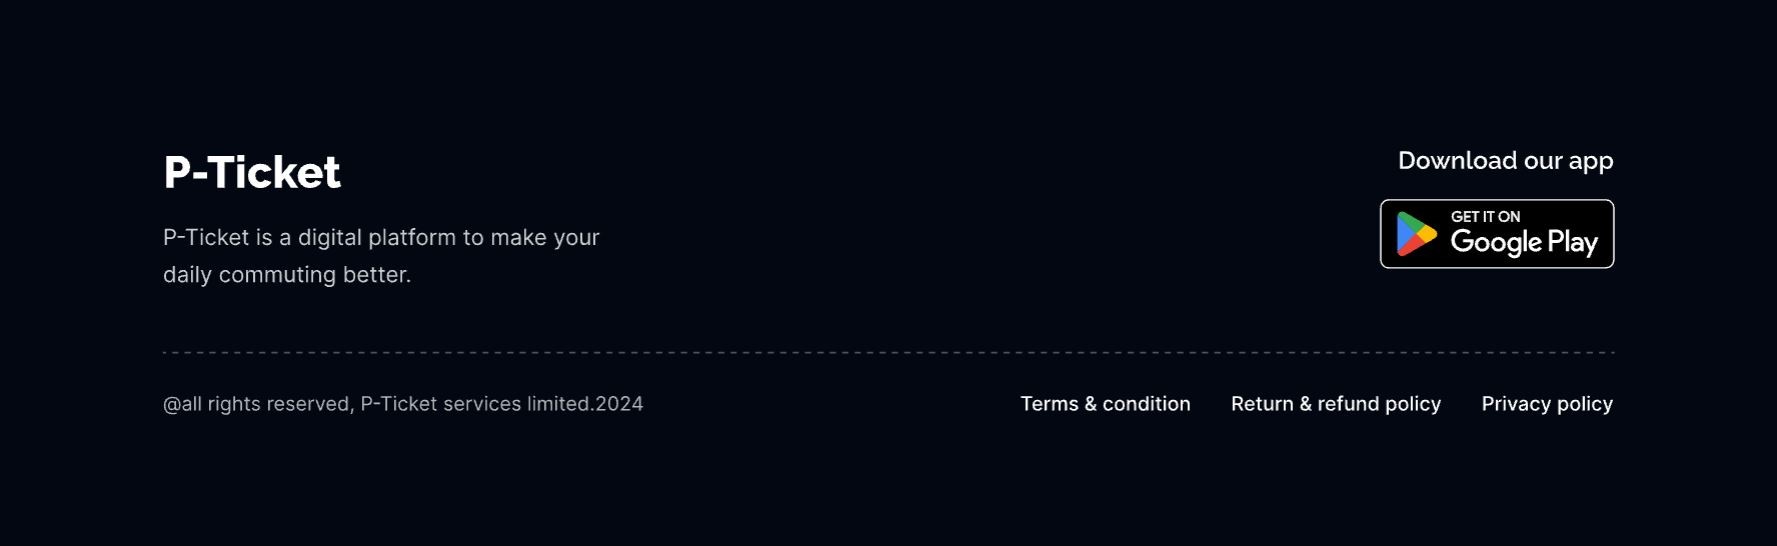 P-Ticket
P-Ticket is a digital platform to make your
daily commuting better.
Download our app
GET IT ON
Google Play
@all rights reserved, P-Ticket services limited.2024
Terms & condition
Return & refund policy
Privacy policy